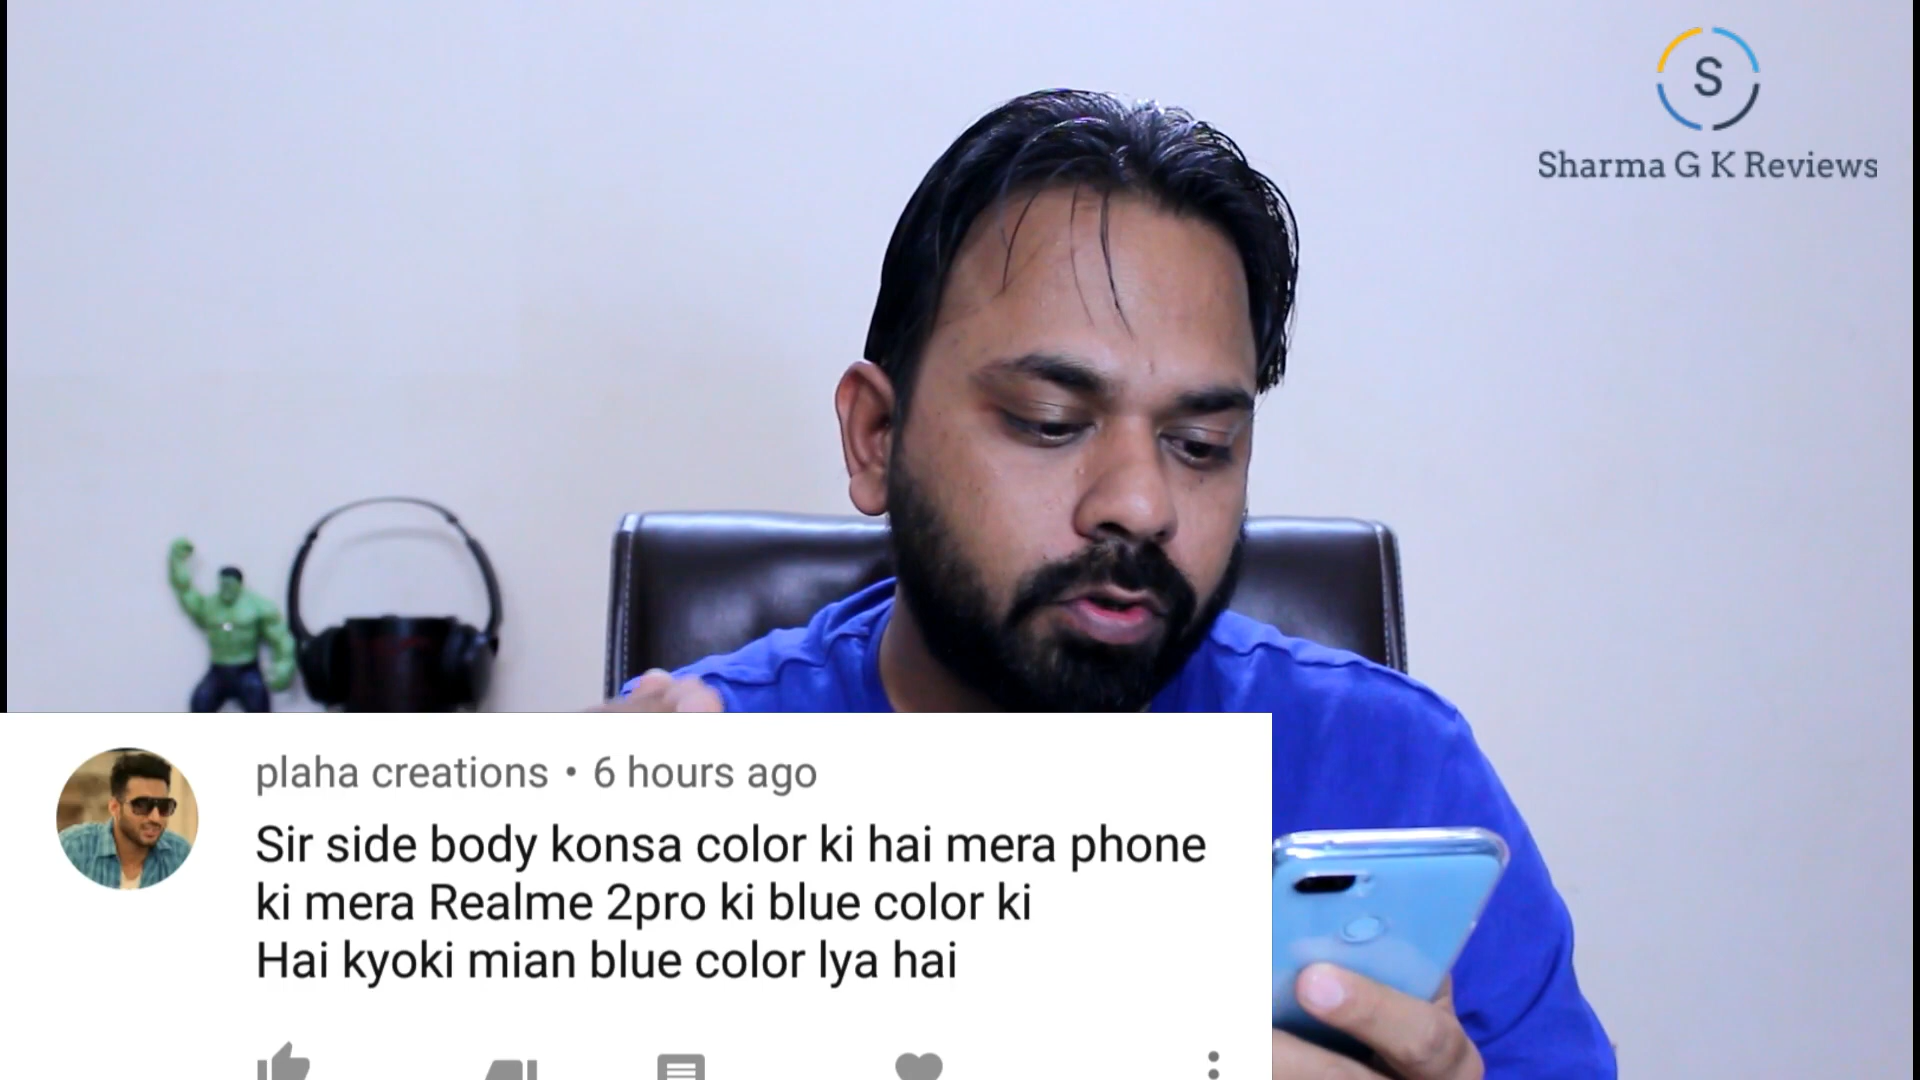 S
Sharma G K Reviews
plaha creations • 6 hours ago
Sir side body konsa color ki hai mera phone
ki mera Realme 2pro ki blue color ki
Hai kyoki mian blue color lya hai